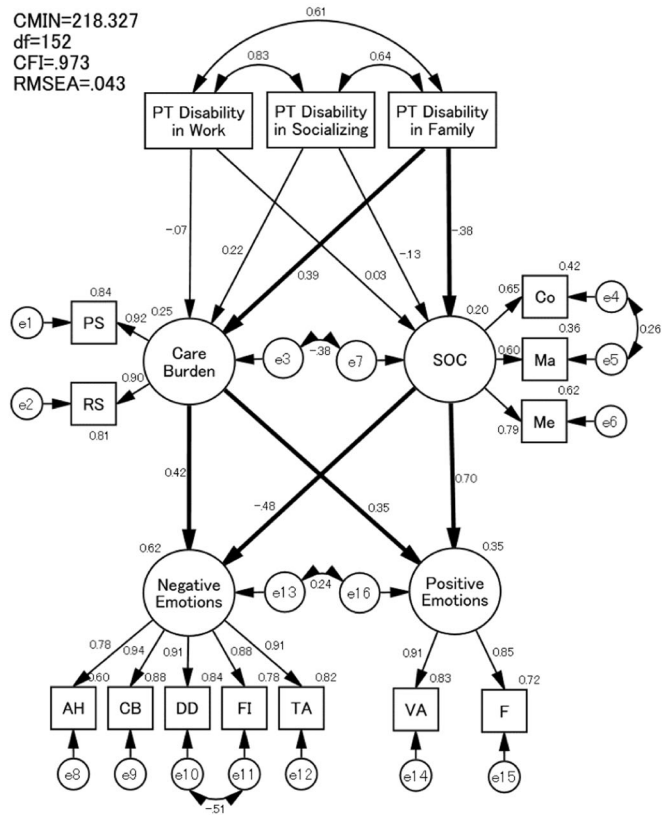 CMIN=218.327
df=152
CFI=.973
RMSEA=.043
0.61
0.83
0.64
PT Disability
in Work
PT Disability
in Socializing
PT Disability
in Family
-.07
0.22
0.39
0.03
-.13
-.38
0.84
0.92
0.25
e1
PS
Care
Burden
e3
-.38
e7
SOC
0.20
0.65
0.42
Co
e4
0.26
0.36
0.60
Ma
e5
0.62
0.79
Me
e6
e2
RS
0.90
0.81
0.42
-.48
0.35
0.70
0.62
Negative
Emotions
e13
0.24
e16
Positive
Emotions
0.35
0.78
0.94
0.91
0.88
0.91
0.91
0.85
0.60
0.88
0.84
0.78
0.82
0.83
0.72
AH
CB
DD
FI
TA
VA
F
e8
e9
e10
e11
e12
e14
e15
-.51